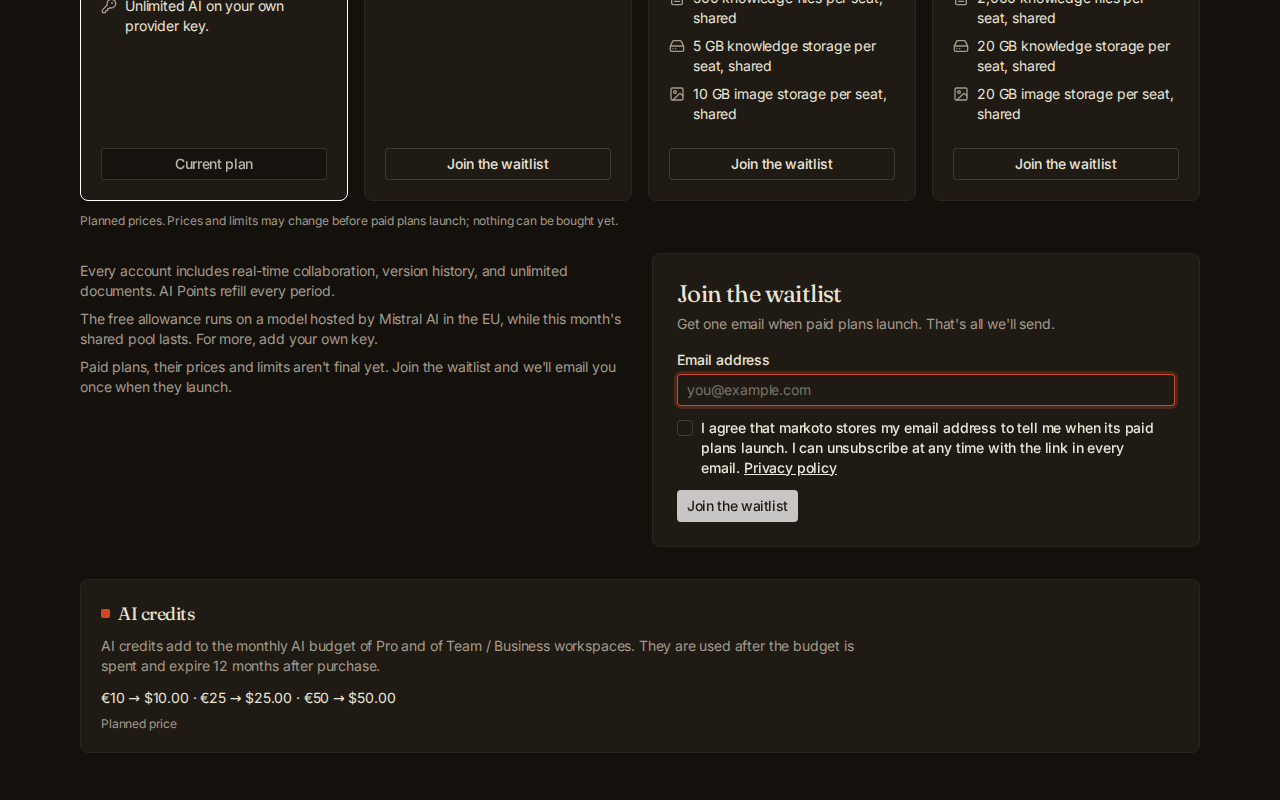 Unlimited AI on your own
provider key.
Current plan
Join the waitlist
shared
5 GB knowledge storage per
seat, shared
10 GB image storage per seat,
shared
Join the waitlist
seat, shared
20 GB knowledge storage per
seat, shared
20 GB image storage per seat,
shared
Join the waitlist
Planned prices. Prices and limits may change before paid plans launch; nothing can be bought yet.
Every account includes real-time collaboration, version history, and unlimited
documents. AI Points refill every period.
The free allowance runs on a model hosted by Mistral AI in the EU, while this month's
shared pool lasts. For more, add your own key.
Paid plans, their prices and limits aren't final yet. Join the waitlist and we'll email you
once when they launch.
Join the waitlist
Get one email when paid plans launch. That's all we'll send.
Email address
you@example.com
I agree that markoto stores my email address to tell me when its paid
plans launch. I can unsubscribe at any time with the link in every
email. Privacy policy
Join the waitlist
AI credits
AI credits add to the monthly AI budget of Pro and of Team / Business workspaces. They are used after the budget is
spent and expire 12 months after purchase.
€10 → $10.00 · €25 → $25.00 · €50 → $50.00
Planned price